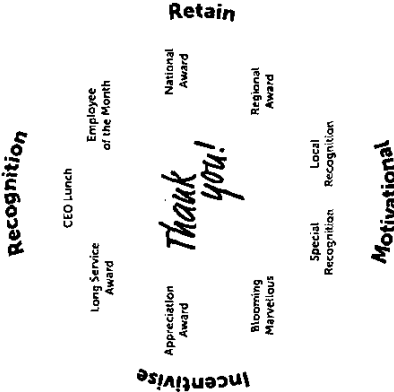 Retain
Recognition
Motivational
Incentivise
Thank
you!
National
Award
Regional
Award
Local
Recognition
Special
Recognition
Blooming
Marvellous
Appreciation
Award
Long Service
Award
CEO Lunch
Employee
of the Month